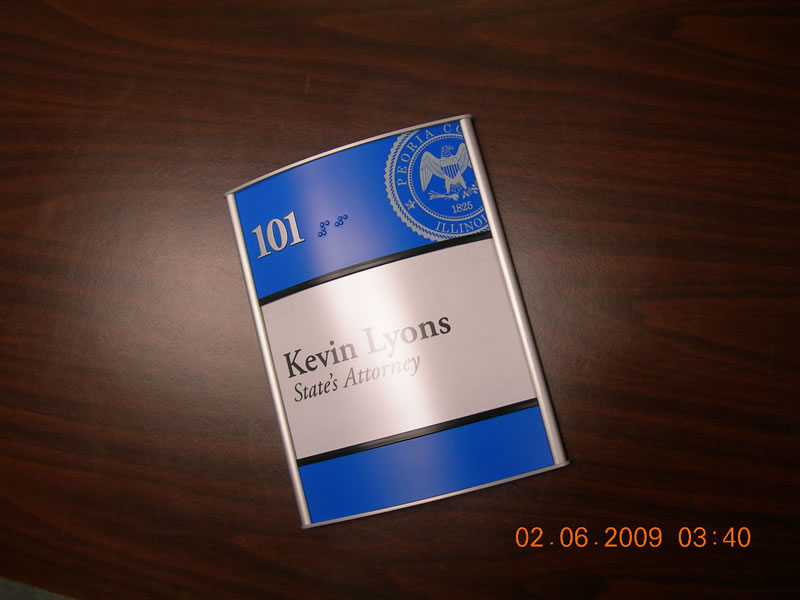 101
PEORIA CO
1825
ILLINOI
Kevin Lyons
State's Attorney
02.06.2009 03:40